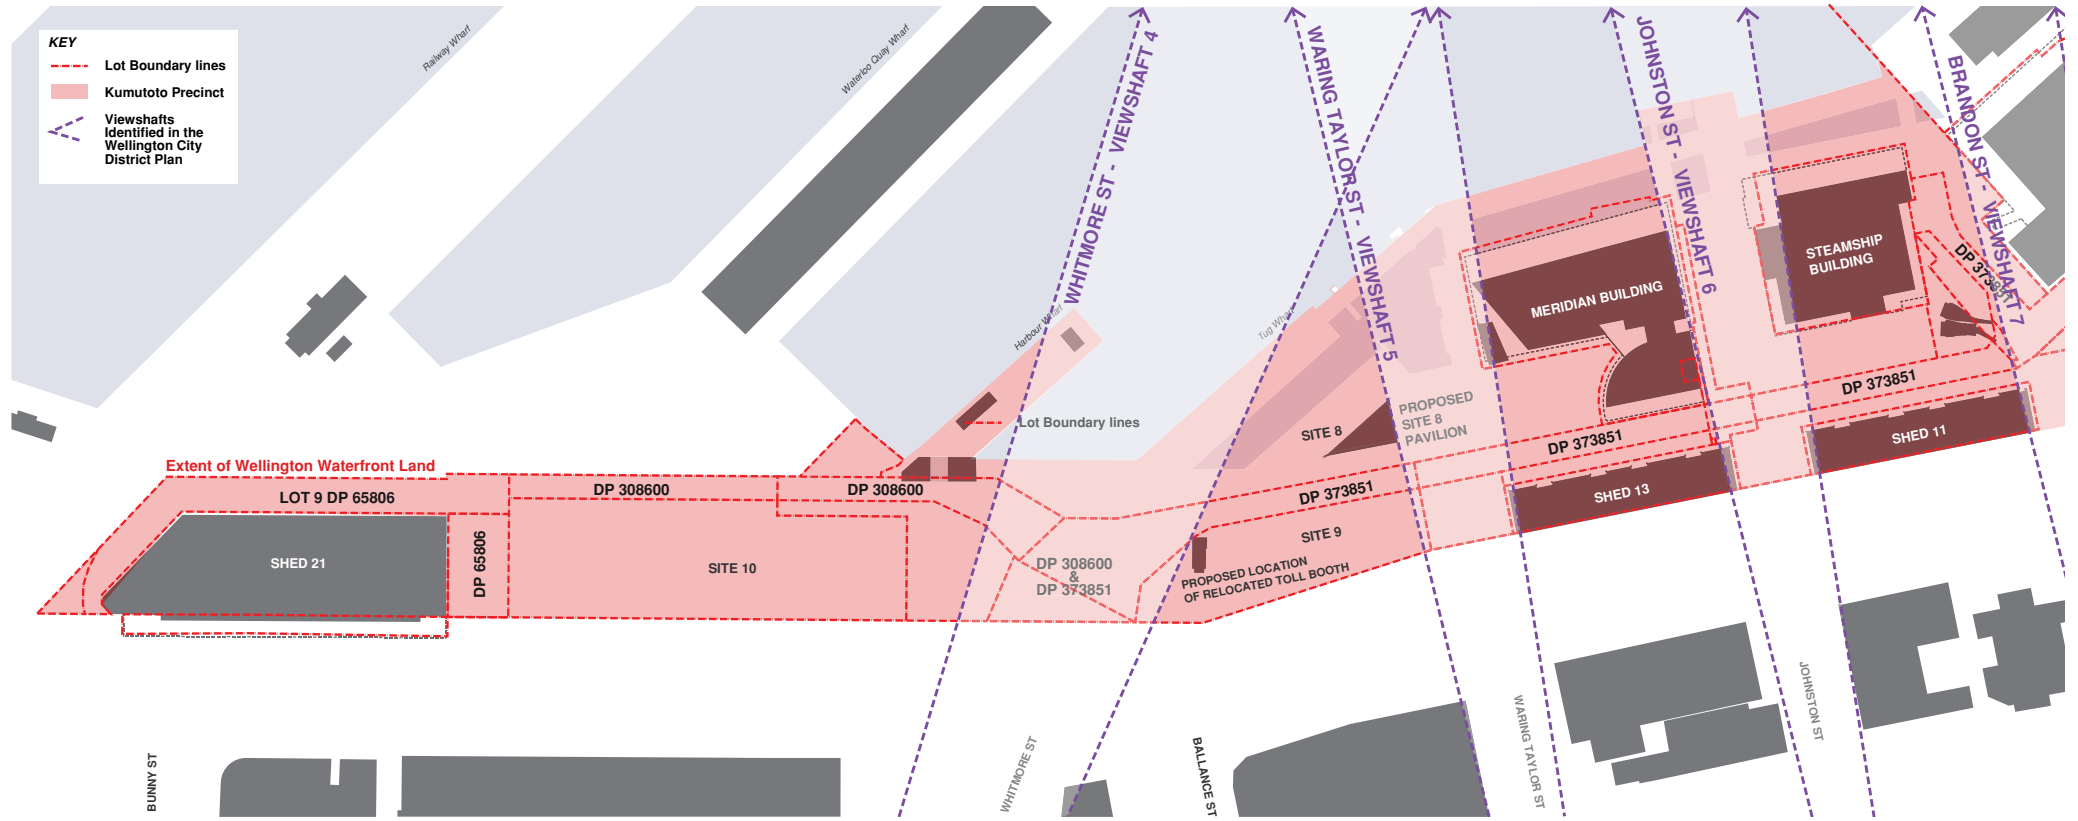 KEY
Lot Boundary lines
Kumutoto Precinct
Viewshafts
Identified in the
Wellington City
District Plan
Railway Wharf
Waterloo Quay Wharf
WHITMORE ST - VIEWSHAFT 4
WARING TAYLOR ST - VIEWSHAFT 5
JOHNSTON ST - VIEWSHAFT 6
BRANDON ST - VIEWSHAFT 7
Harbour Wharf
Tug Wharf
STEAMSHIP
BUILDING
MERIDIAN BUILDING
DP 373851
DP 373851
SHED 11
Lot Boundary lines
PROPOSED
SITE 8
PAVILION
SITE 8
DP 373851
SHED 13
Extent of Wellington Waterfront Land
LOT 9 DP 65806
DP 308600
DP 308600
DP 373851
SITE 9
SHED 21
DP 65806
SITE 10
DP 308600
&
DP 373851
PROPOSED LOCATION
OF RELOCATED TOLL BOOTH
BUNNY ST
WHITMORE ST
BALLANCE ST
WARING TAYLOR ST
JOHNSTON ST